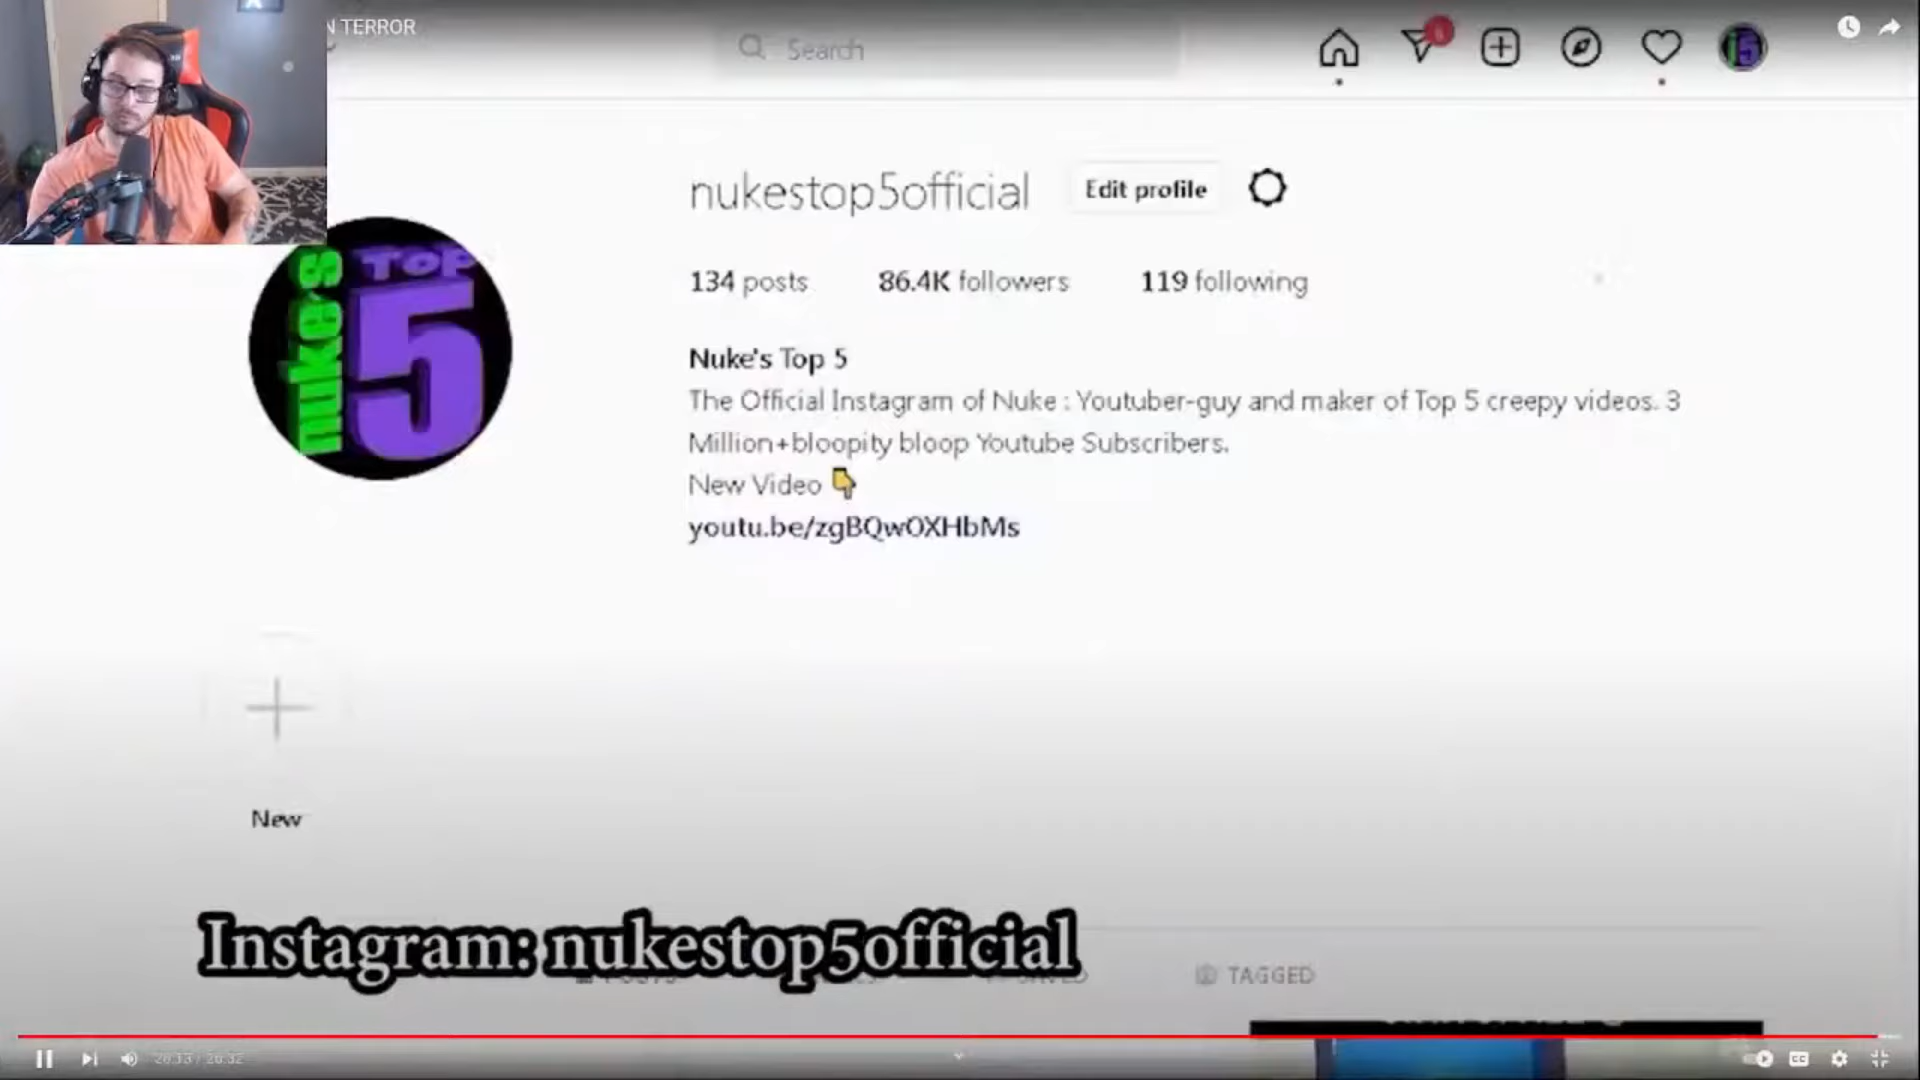 N TERROR
Search
nukestop5official Edit profile
134 posts 86.4K followers 119 following
nuke's Top 5
Nuke's Top 5
The Official Instagram of Nuke : Youtuber-guy and maker of Top 5 creepy videos. 3
Million+bloopity bloop Youtube Subscribers.
New Video 👇
youtu.be/zgBQwOXHbMs
New
Instagram: nukestop5official
TAGGED